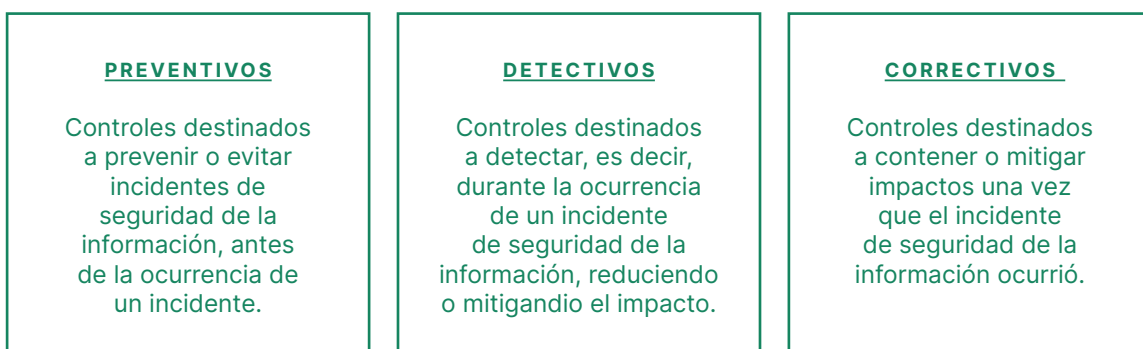 PREVENTIVOS
Controles destinados
a prevenir o evitar
incidentes de
seguridad de la
información, antes
de la ocurrencia de
un incidente.
DETECTIVOS
Controles destinados
a detectar, es decir,
durante la ocurrencia
de un incidente
de seguridad de la
información, reduciendo
o mitigandio el impacto.
CORRECTIVOS
Controles destinados
a contener o mitigar
impactos una vez
que el incidente
de seguridad de la
información ocurrió.